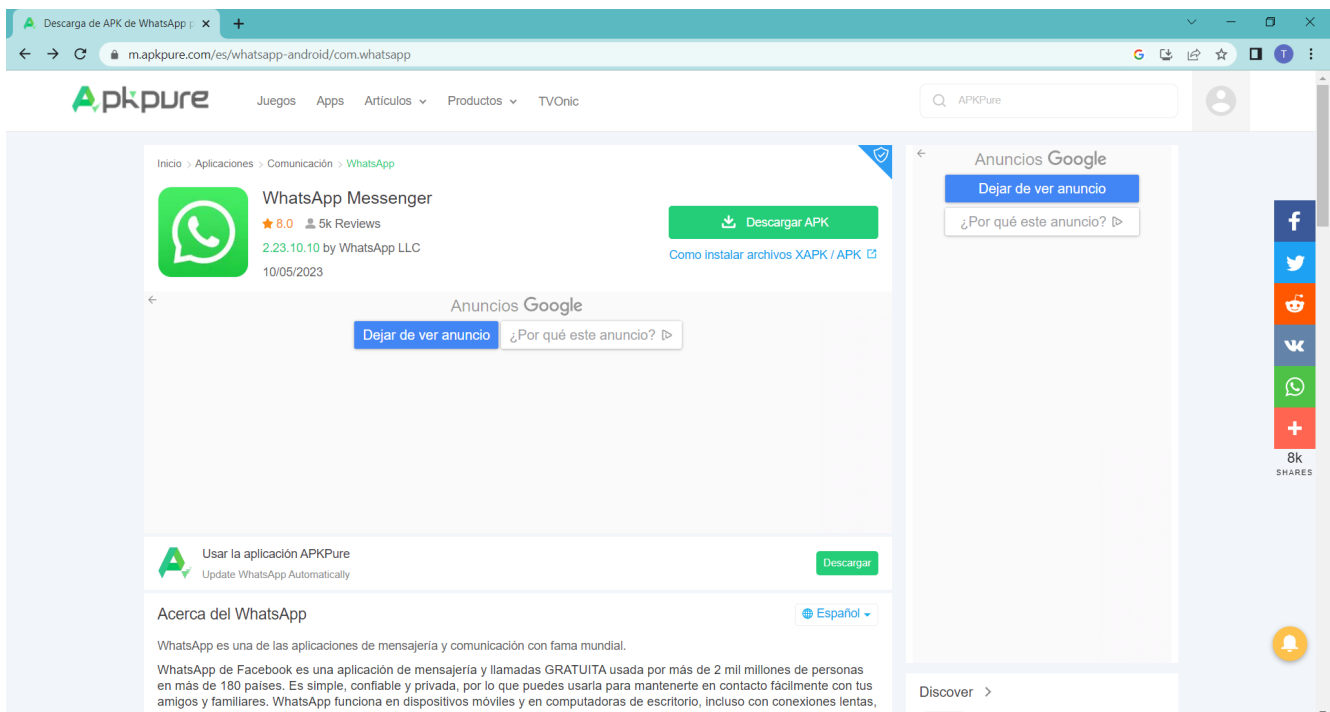 Descarga de APK de WhatsApp p
m.apkpure.com/es/whatsapp-android/com.whatsapp
T
Apkpure
Juegos Apps Artículos Productos TVOnic
APKPure
Inicio > Aplicaciones > Comunicación > WhatsApp
WhatsApp Messenger
8.0 5k Reviews
2.23.10.10 by WhatsApp LLC
10/05/2023
Descargar APK
Como instalar archivos XAPK / APK
Anuncios Google
Dejar de ver anuncio ¿Por qué este anuncio?
Usar la aplicación APKPure
Update WhatsApp Automatically
Descargar
Acerca del WhatsApp
Español
WhatsApp es una de las aplicaciones de mensajería y comunicación con fama mundial.
WhatsApp de Facebook es una aplicación de mensajería y llamadas GRATUITA usada por más de 2 mil millones de personas
en más de 180 países. Es simple, confiable y privada, por lo que puedes usarla para mantenerte en contacto fácilmente con tus
amigos y familiares. WhatsApp funciona en dispositivos móviles y en computadoras de escritorio, incluso con conexiones lentas,
Anuncios Google
Dejar de ver anuncio
¿Por qué este anuncio?
Discover >
8k
SHARES